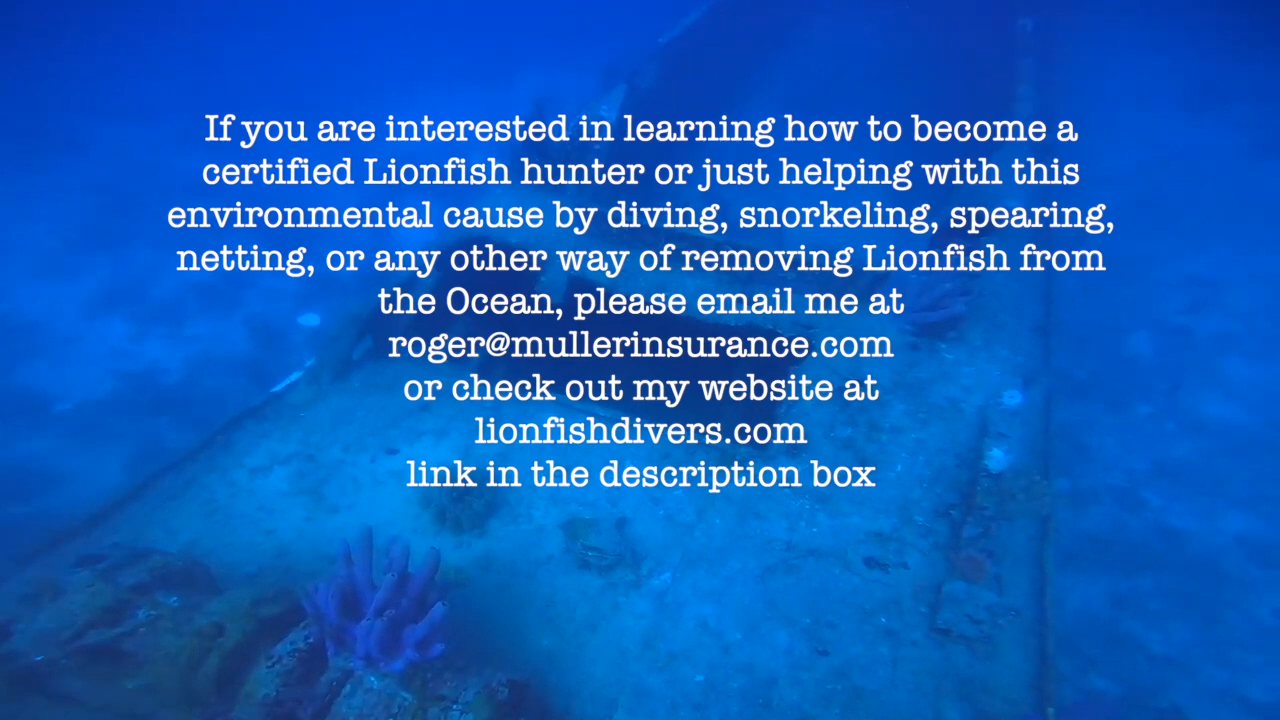 If you are interested in learning how to become a
certified Lionfish hunter or just helping with this
environmental cause by diving, snorkeling, spearing,
netting, or any other way of removing Lionfish from
the Ocean, please email me at
roger@mullerinsurance.com
or check out my website at
lionfishdivers.com
link in the description box